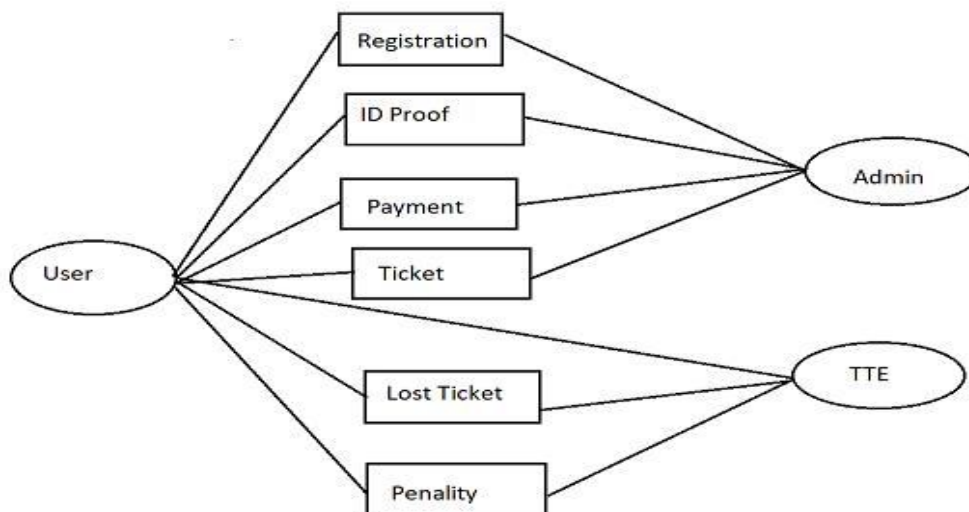 Registration
ID Proof
Admin
Payment
User
Ticket
TTE
Lost Ticket
Penality